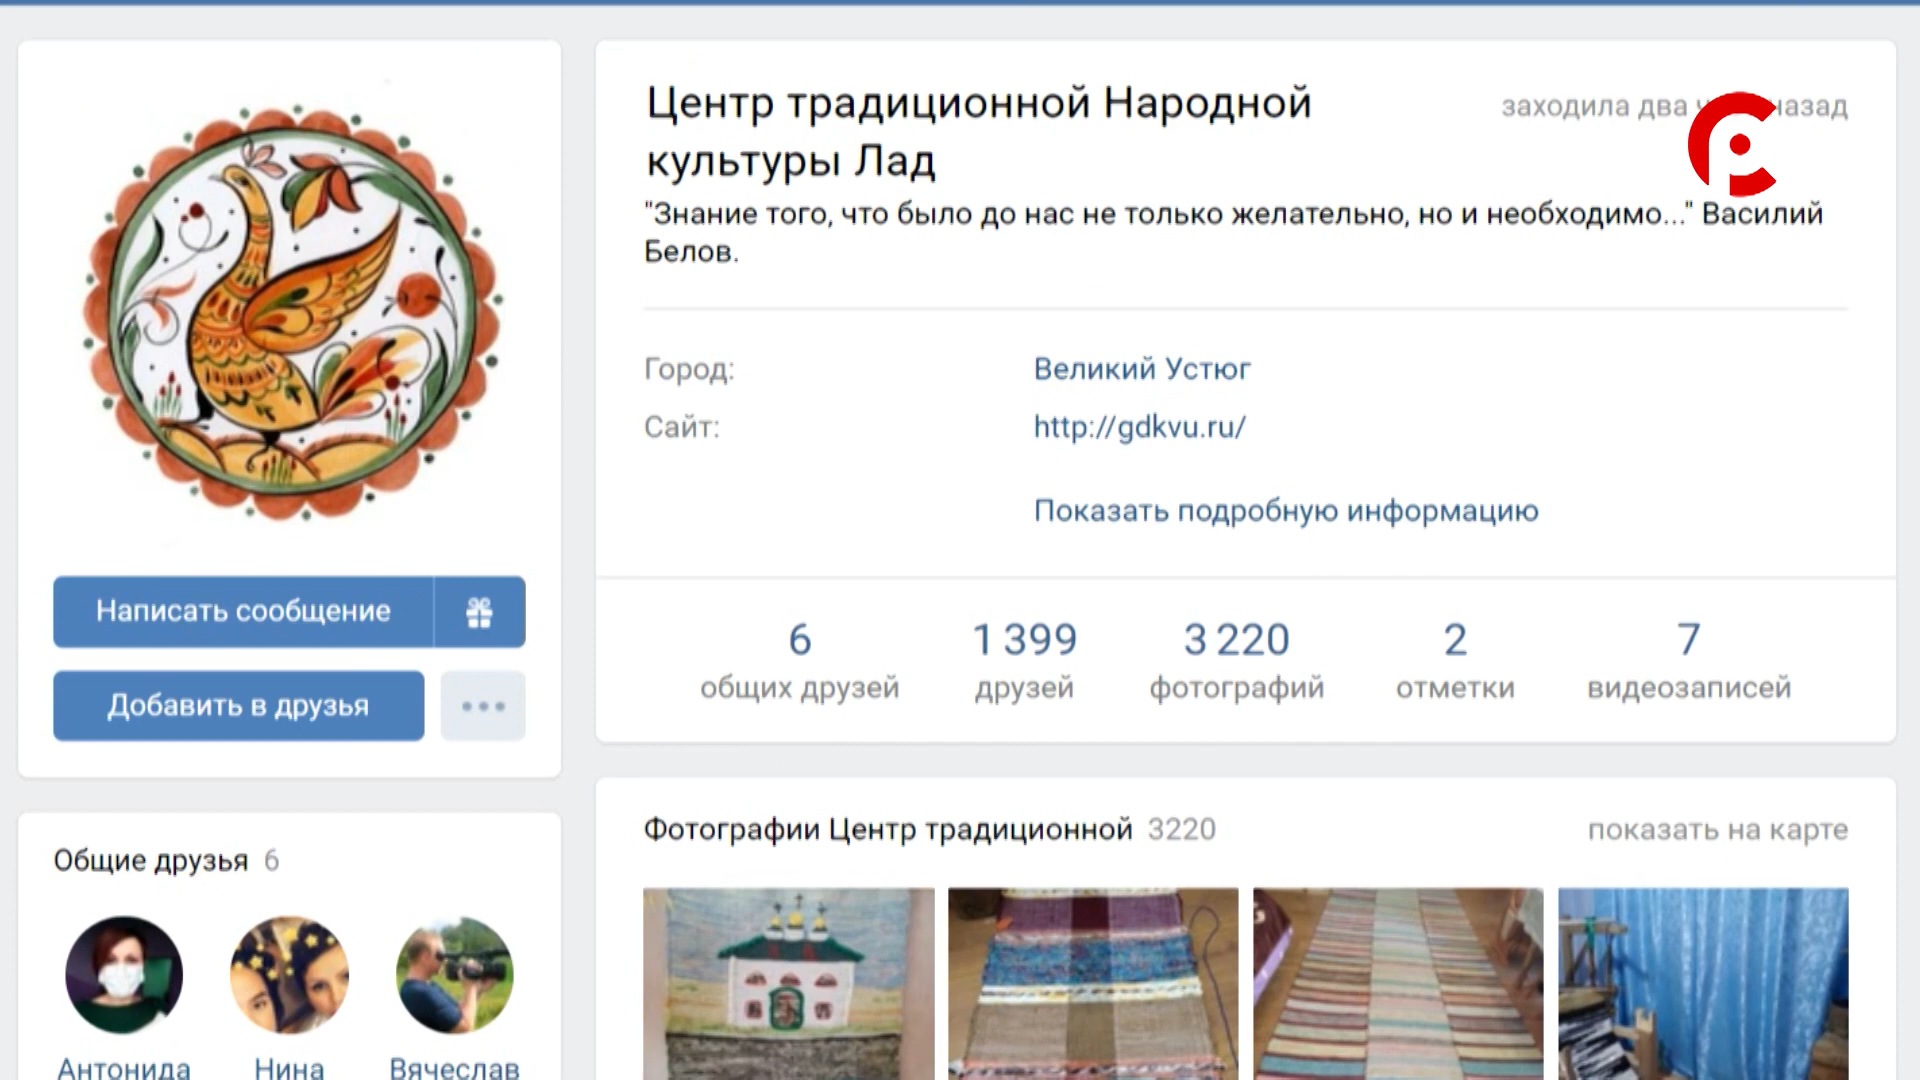 Центр традиционной Народной
культуры Лад
заходила два назад
"Знание того, что было до нас не только желательно, но и необходимо..." Василий
Белов.
Город: Великий Устюг
Сайт: http://gdkvu.ru/
Показать подробную информацию
Написать сообщение
Добавить в друзья
6 1 399 3 220 2 7
общих друзей друзей фотографий отметки видеозаписей
Общие друзья 6
Антонида Нина Вячеслав
Фотографии Центр традиционной 3220 показать на карте